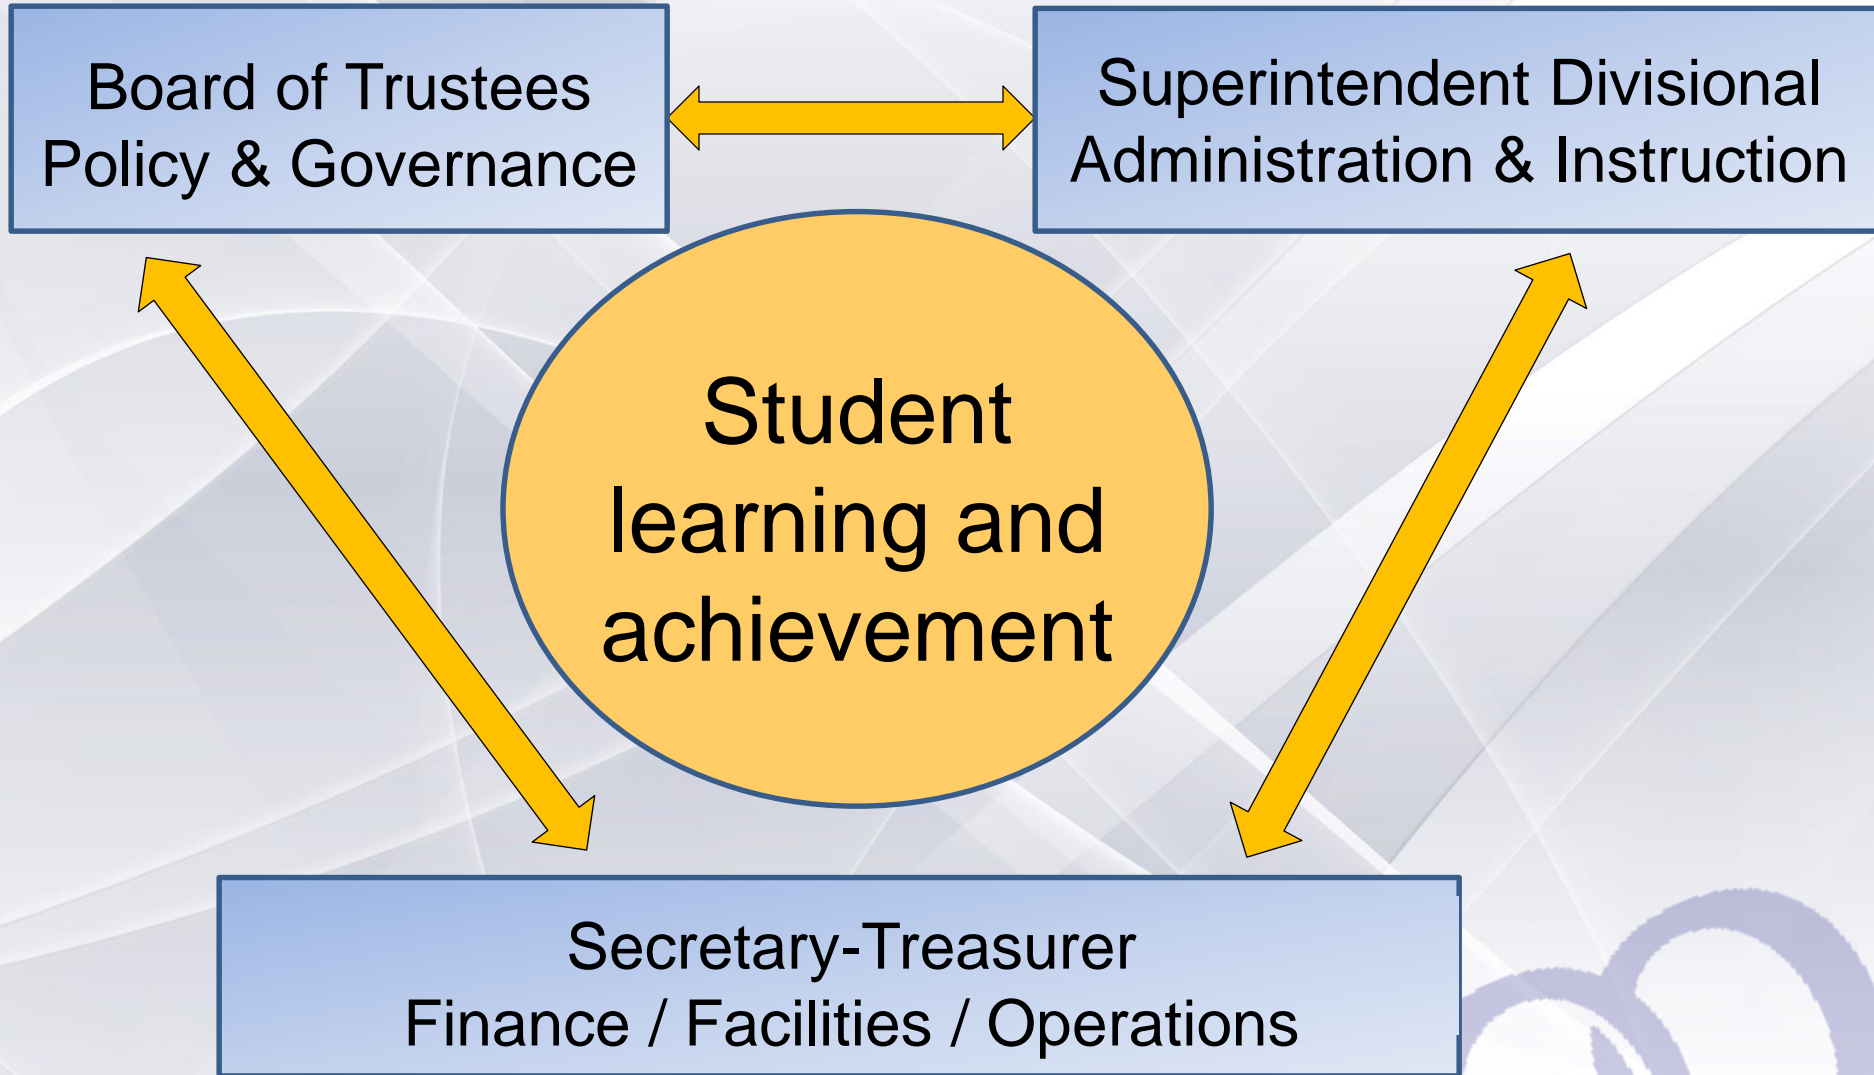 Board of Trustees
Policy & Governance
Superintendent Divisional
Administration & Instruction
Student
learning and
achievement
Secretary-Treasurer
Finance / Facilities / Operations